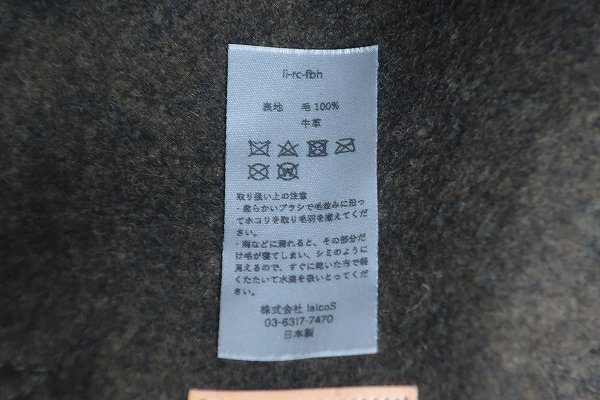 li-rc-fbh
表地 毛 100%
牛革
取り扱い上の注意
・柔らかいブラシで毛並みに沿っ
てホコリを取り毛羽を整えてくだ
さい。
・雨などに濡れると、その部分だ
け毛が寝てしまい、シミのように
見えるので、すぐに乾いた布で軽
くたたいて水滴を吸いとってくだ
さい。
株式会社 laicoS
03-6317-7470
日本製